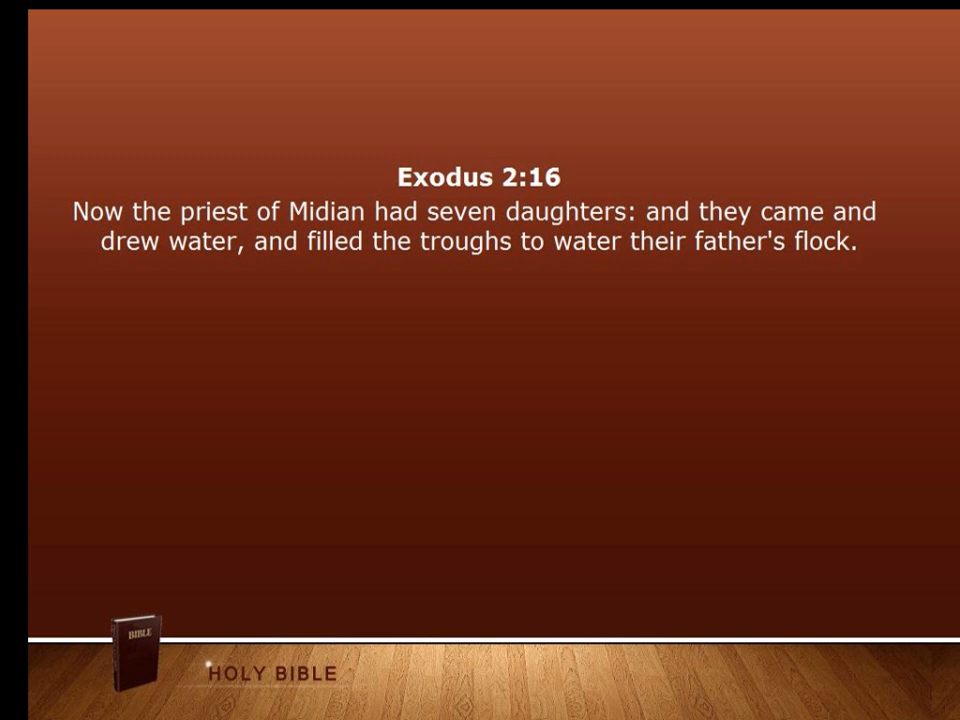 Exodus 2:16
Now the priest of Midian had seven daughters: and they came and
drew water, and filled the troughs to water their father's flock.
BIBLE
HOLY BIBLE